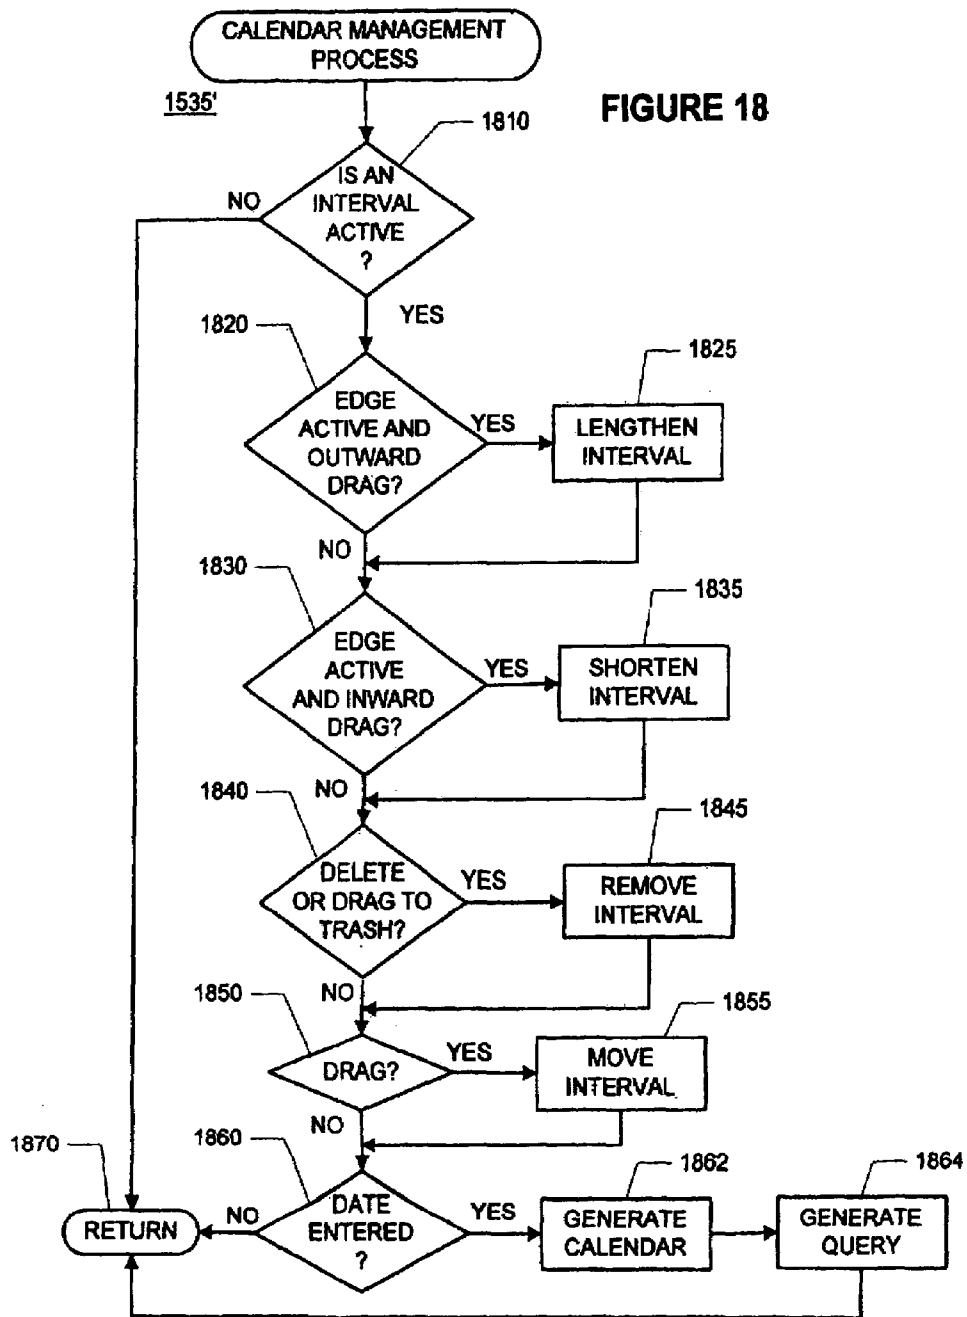 CALENDAR MANAGEMENT
PROCESS
1535'
FIGURE 18
1810
IS AN
INTERVAL
ACTIVE
?
NO
YES
1820
EDGE
ACTIVE AND
OUTWARD
DRAG?
YES
1825
LENGTHEN
INTERVAL
NO
1830
EDGE
ACTIVE
AND INWARD
DRAG?
YES
1835
SHORTEN
INTERVAL
NO
1840
DELETE
OR DRAG TO
TRASH?
YES
1845
REMOVE
INTERVAL
NO
1850
DRAG?
YES
1855
MOVE
INTERVAL
NO
1860
DATE
ENTERED
?
NO
1870
RETURN
YES
1862
GENERATE
CALENDAR
1864
GENERATE
QUERY